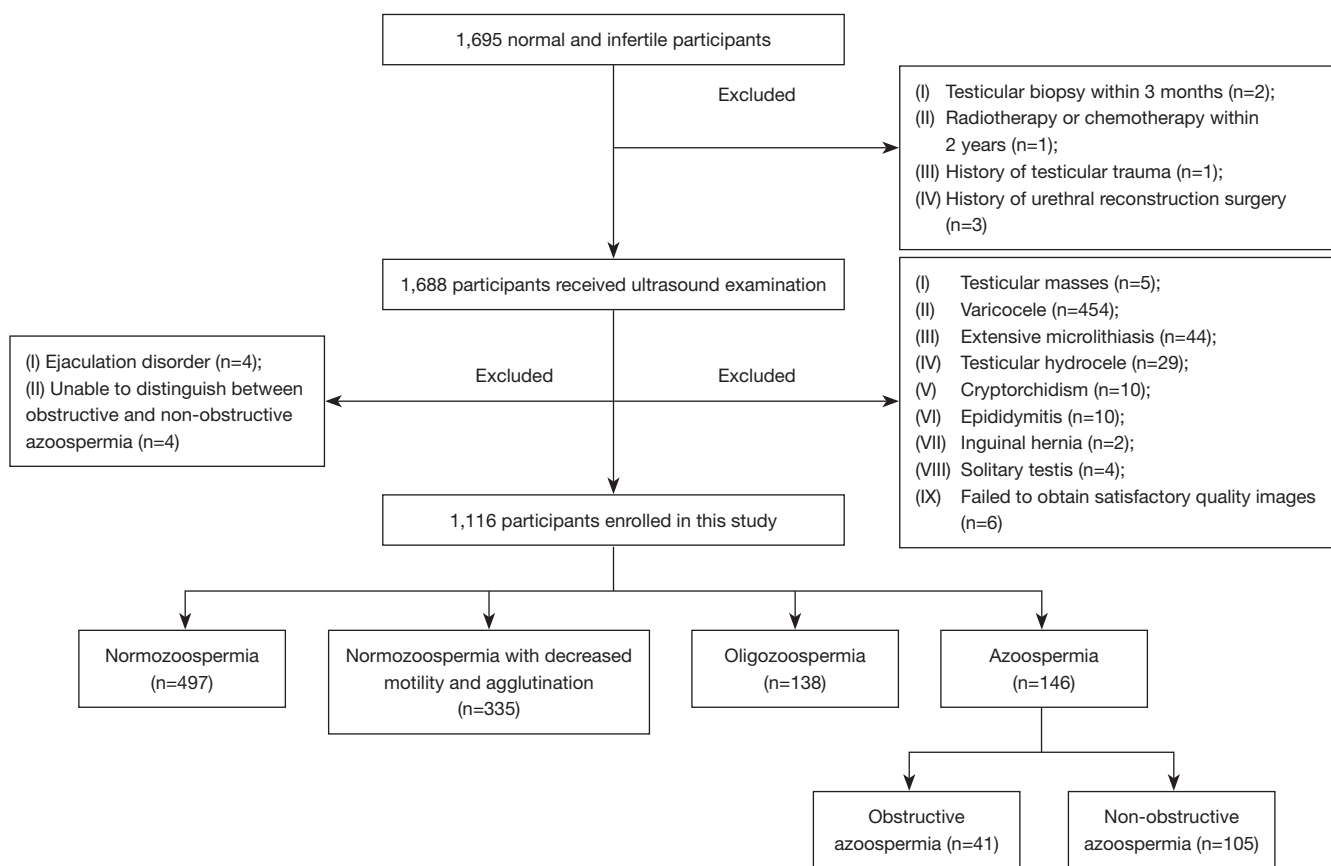 1,695 normal and infertile participants
Excluded
(I) Testicular biopsy within 3 months (n=2);
(II) Radiotherapy or chemotherapy within
2 years (n=1);
(III) History of testicular trauma (n=1);
(IV) History of urethral reconstruction surgery
(n=3)
1,688 participants received ultrasound examination
(I) Ejaculation disorder (n=4);
(II) Unable to distinguish between
obstructive and non-obstructive
azoospermia (n=4)
Excluded
Excluded
(I) Testicular masses (n=5);
(II) Varicocele (n=454);
(III) Extensive microlithiasis (n=44);
(IV) Testicular hydrocele (n=29);
(V) Cryptorchidism (n=10);
(VI) Epididymitis (n=10);
(VII) Inguinal hernia (n=2);
(VIII) Solitary testis (n=4);
(IX) Failed to obtain satisfactory quality images
(n=6)
1,116 participants enrolled in this study
Normozoospermia
(n=497)
Normozoospermia with decreased
motility and agglutination
(n=335)
Oligozoospermia
(n=138)
Azoospermia
(n=146)
Obstructive
azoospermia (n=41)
Non-obstructive
azoospermia (n=105)